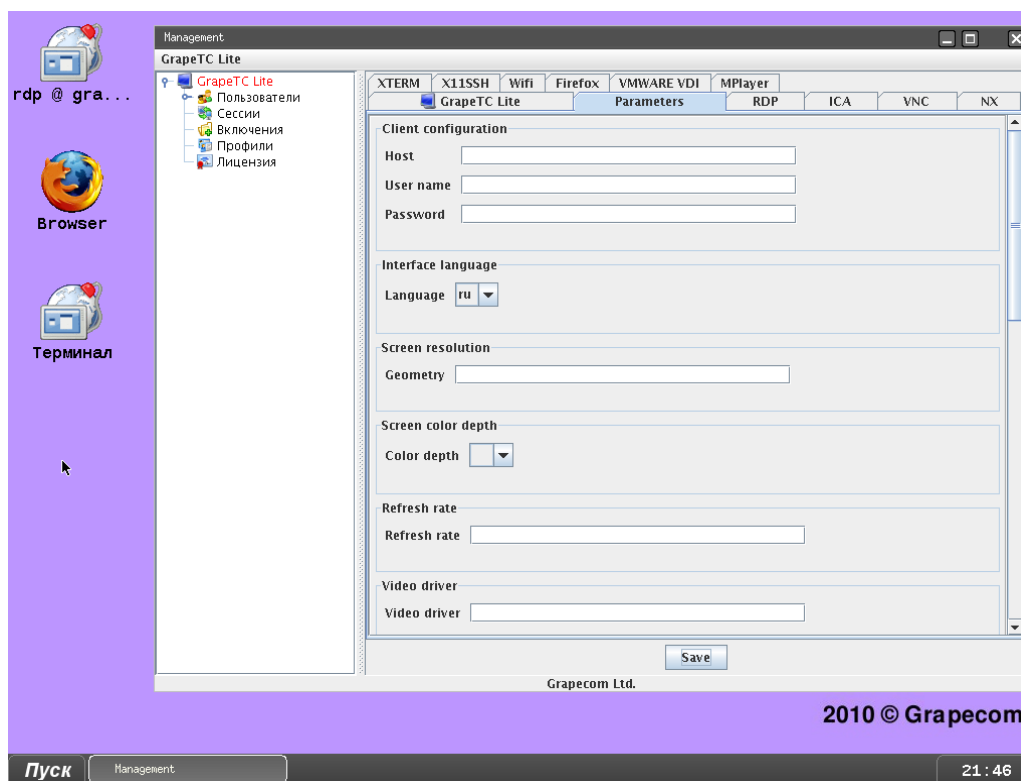 rdp @ gra...
Browser
Терминал
Management
GrapeTC Lite
GrapeTC Lite
Пользователи
Сессии
Включения
Профили
Лицензия
XTERM X11SSH Wifi Firefox VMWARE VDI MPlayer
GrapeTC Lite Parameters RDP ICA VNC NX
Client configuration
Host
User name
Password
Interface language
Language ru
Screen resolution
Geometry
Screen color depth
Color depth
Refresh rate
Refresh rate
Video driver
Video driver
Save
Grapecom Ltd.
2010 © Grapecom
Пуск Management 21:46